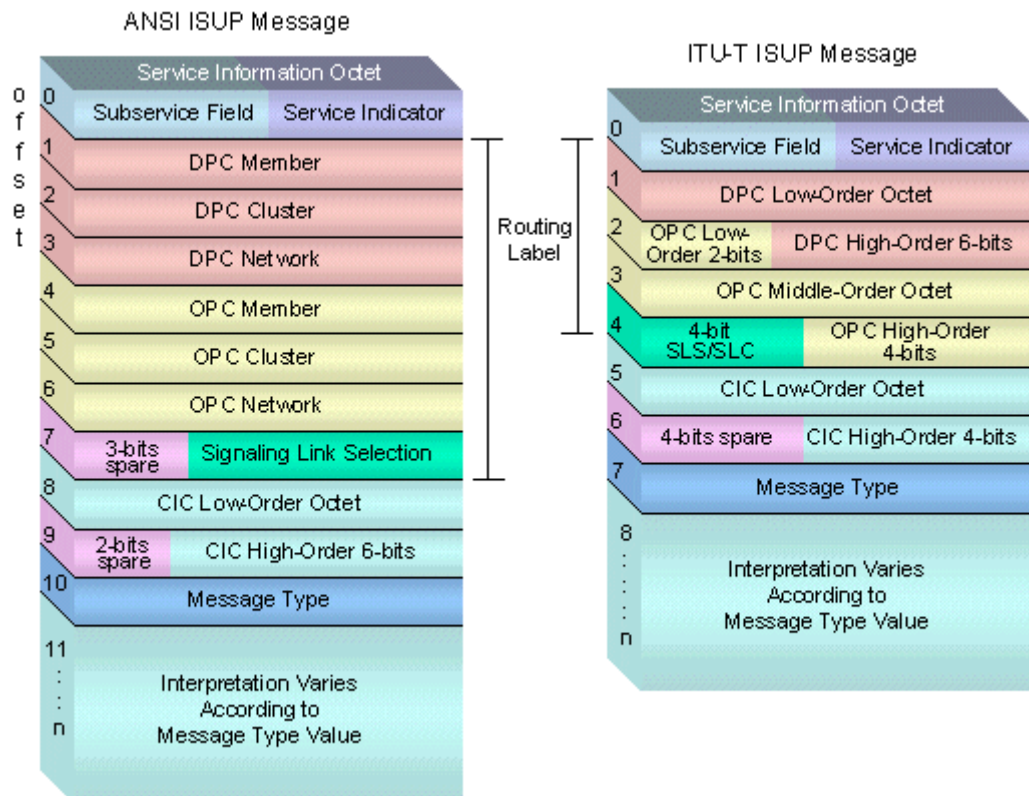 ANSI ISUP Message
offset
Service Information Octet
0
Subservice Field
Service Indicator
1
DPC Member
2
DPC Cluster
3
DPC Network
4
OPC Member
5
OPC Cluster
6
OPC Network
7
3-bits
spare
Signaling Link Selection
8
CIC Low-Order Octet
9
2-bits
spare
CIC High-Order 6-bits
10
Message Type
11
n
Interpretation Varies
According to
Message Type Value
Routing
Label
ITU-T ISUP Message
Service Information Octet
0
Subservice Field
Service Indicator
1
DPC Low-Order Octet
2
OPC Low-
Order 2-bits
DPC High-Order 6-bits
3
OPC Middle-Order Octet
4
4-bit
SLS/SLC
OPC High-Order
4-bits
5
CIC Low-Order Octet
6
4-bits spare
CIC High-Order 4-bits
7
Message Type
8
n
Interpretation Varies
According to
Message Type Value